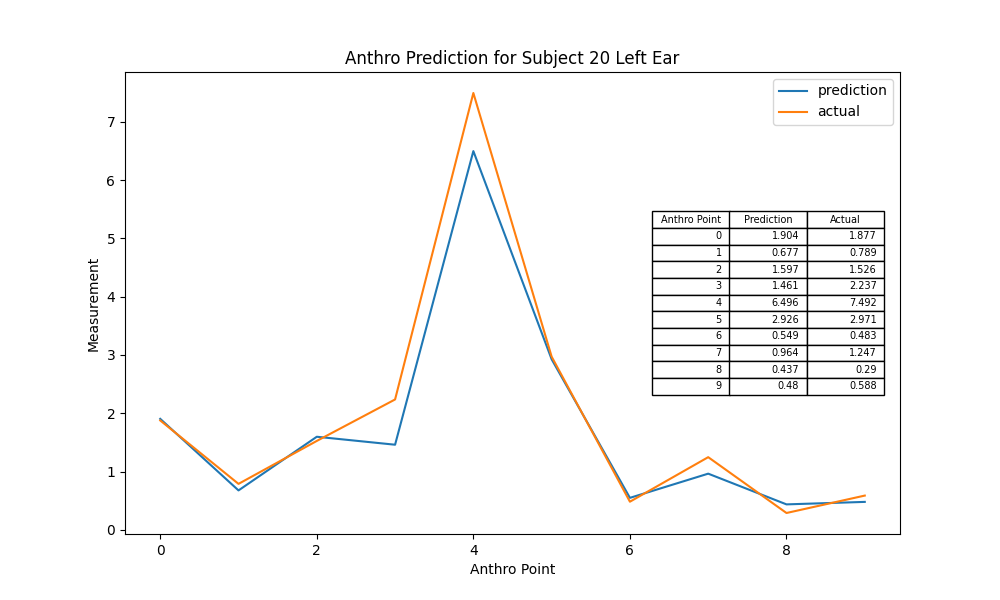 Anthro Prediction for Subject 20 Left Ear
prediction
actual
Measurement
7
6
5
4
3
2
1
0
Anthro Point Prediction Actual
0 1.904 1.877
1 0.677 0.789
2 1.597 1.526
3 1.461 2.237
4 6.496 7.492
5 2.926 2.971
6 0.549 0.483
7 0.964 1.247
8 0.437 0.29
9 0.48 0.588
0 2 4 6 8
Anthro Point